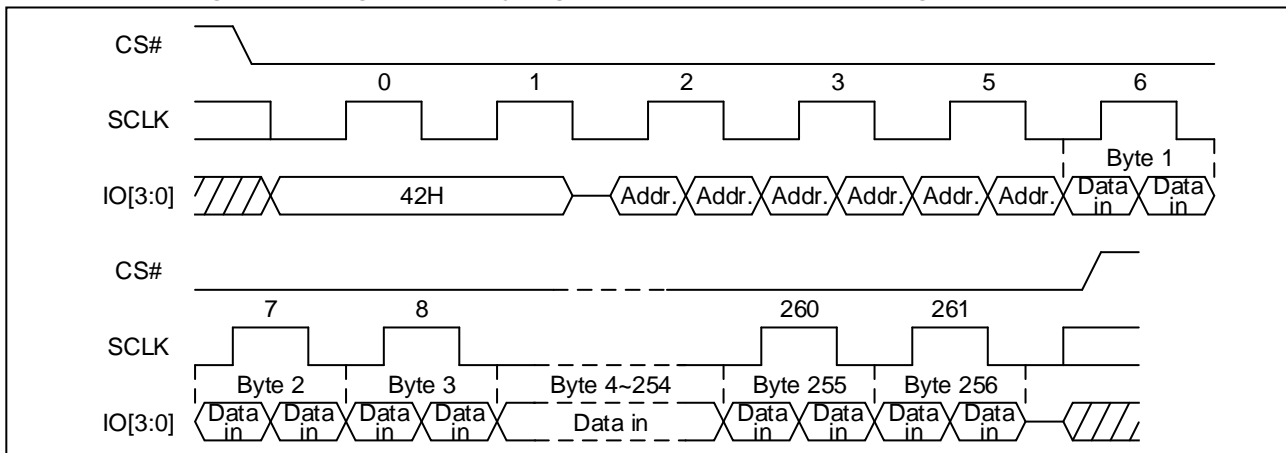 CS#
0 1 2 3 5 6
SCLK
Byte 1
IO[3:0] 42H Addr. Addr. Addr. Addr. Addr. Addr. Data in Data in
CS#
7 8 260 261
SCLK
Byte 2 Byte 3 Byte 4~254 Byte 255 Byte 256
IO[3:0] Data in Data in Data in Data in Data in Data in Data in Data in Data in